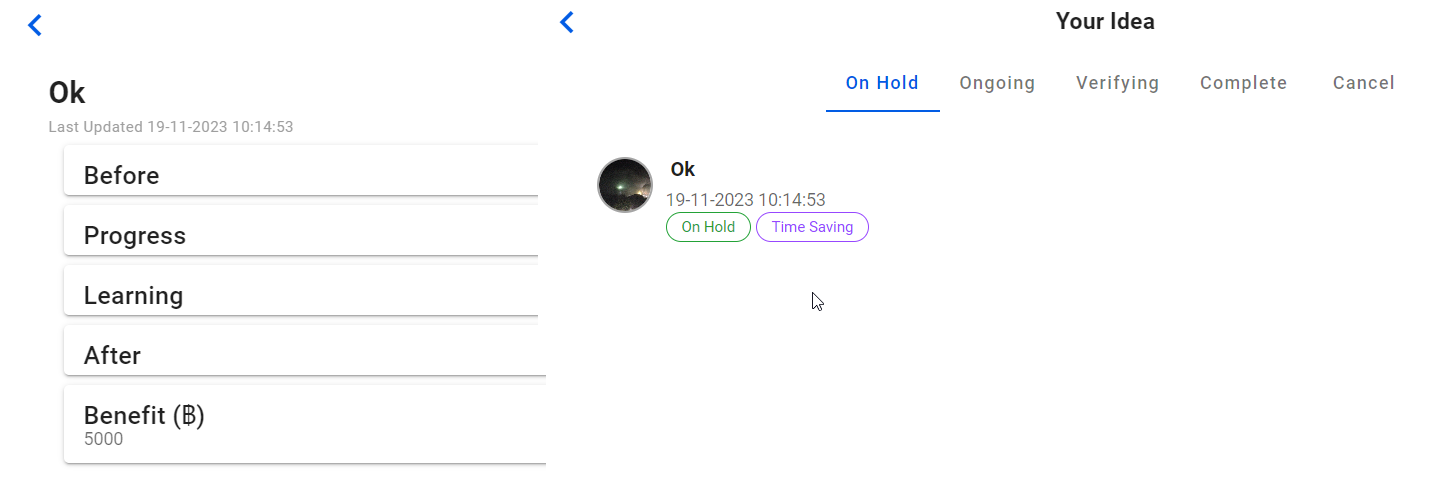 Ok
Last Updated 19-11-2023 10:14:53
Before
Progress
Learning
After
Benefit (฿)
5000
Your Idea
On Hold Ongoing Verifying Complete Cancel
Ok
19-11-2023 10:14:53
On Hold Time Saving